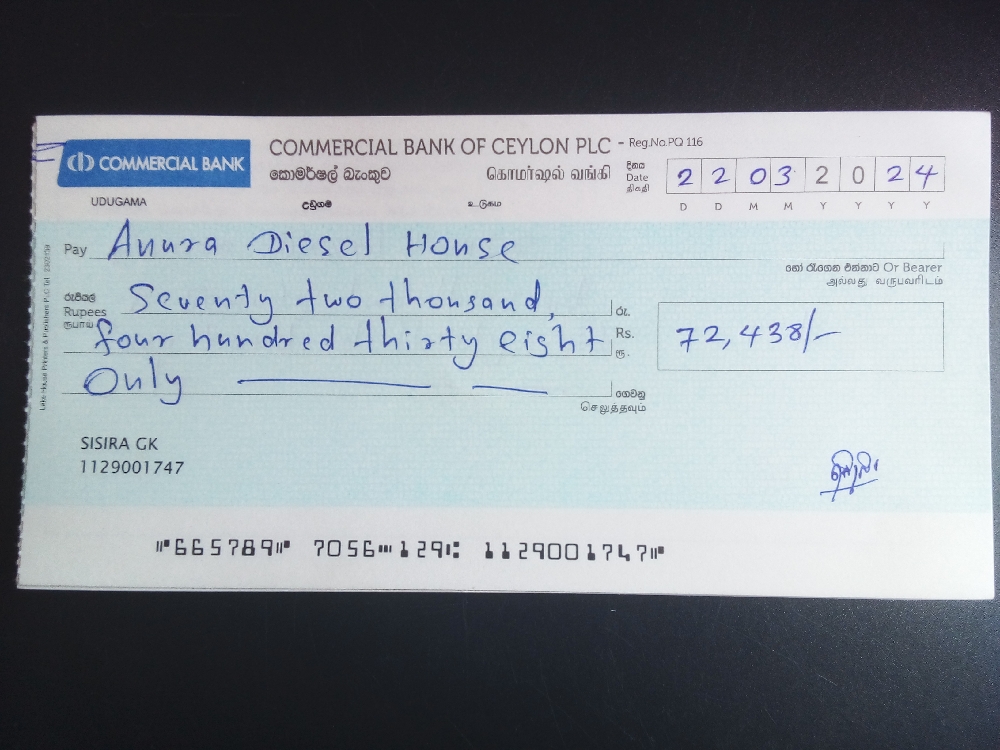 COMMERCIAL BANK
COMMERCIAL BANK OF CEYLON PLC - Reg.No.PQ 116
කොමර්ෂල් බැංකුව கொமர்ஷல் வங்கி
දිනය
Date
திகதி
2 2 0 3 2 0 2 4
D D M M Y Y Y Y
UDUGAMA උඩුගම உடுகம
Pay Anura Diesel House
හෝ රැගෙන එන්නාට Or Bearer
அல்லது வருபவரிடம்
රුපියල්
Rupees
ரூபாய்
Seventy two thousand,
four hundred thirty eight
Only
රු.
Rs.
ரூ.
72,438/-
ගෙවනු
செலுத்தவும்
SISIRA GK
1129001747
⑈665789⑈ 7056⑉129⑆ 1129001747⑈